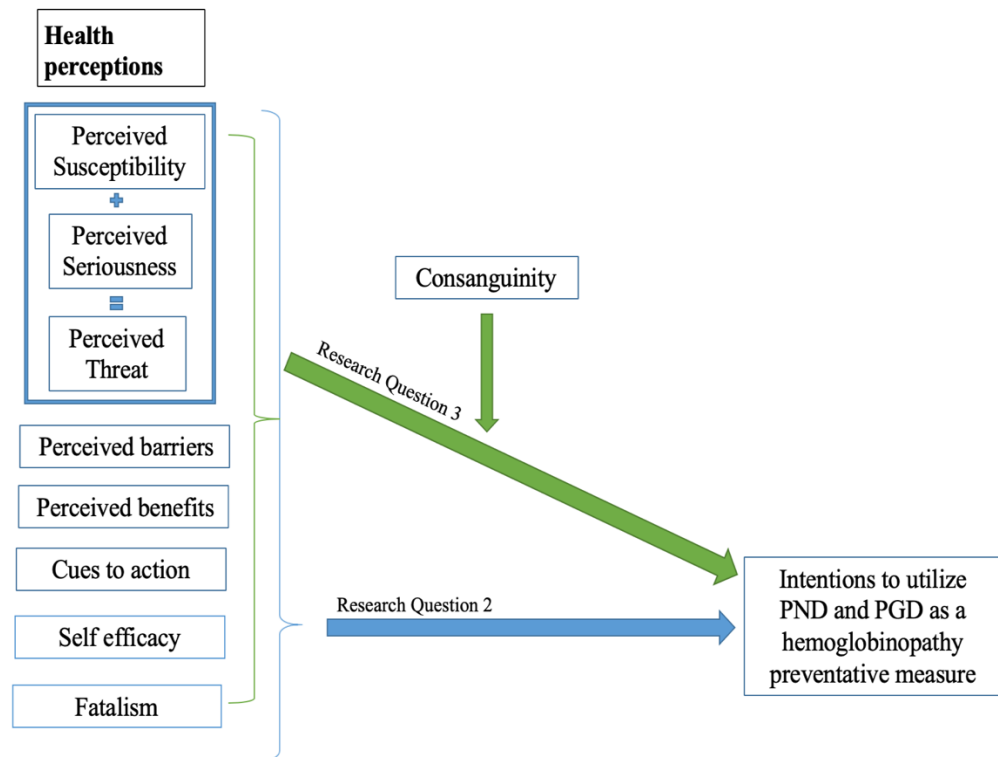 Health
perceptions
Perceived
Susceptibility
Perceived
Seriousness
Perceived
Threat
Perceived barriers
Perceived benefits
Cues to action
Self efficacy
Fatalism
Consanguinity
Research Question 3
Research Question 2
Intentions to utilize
PND and PGD as a
hemoglobinopathy
preventative measure